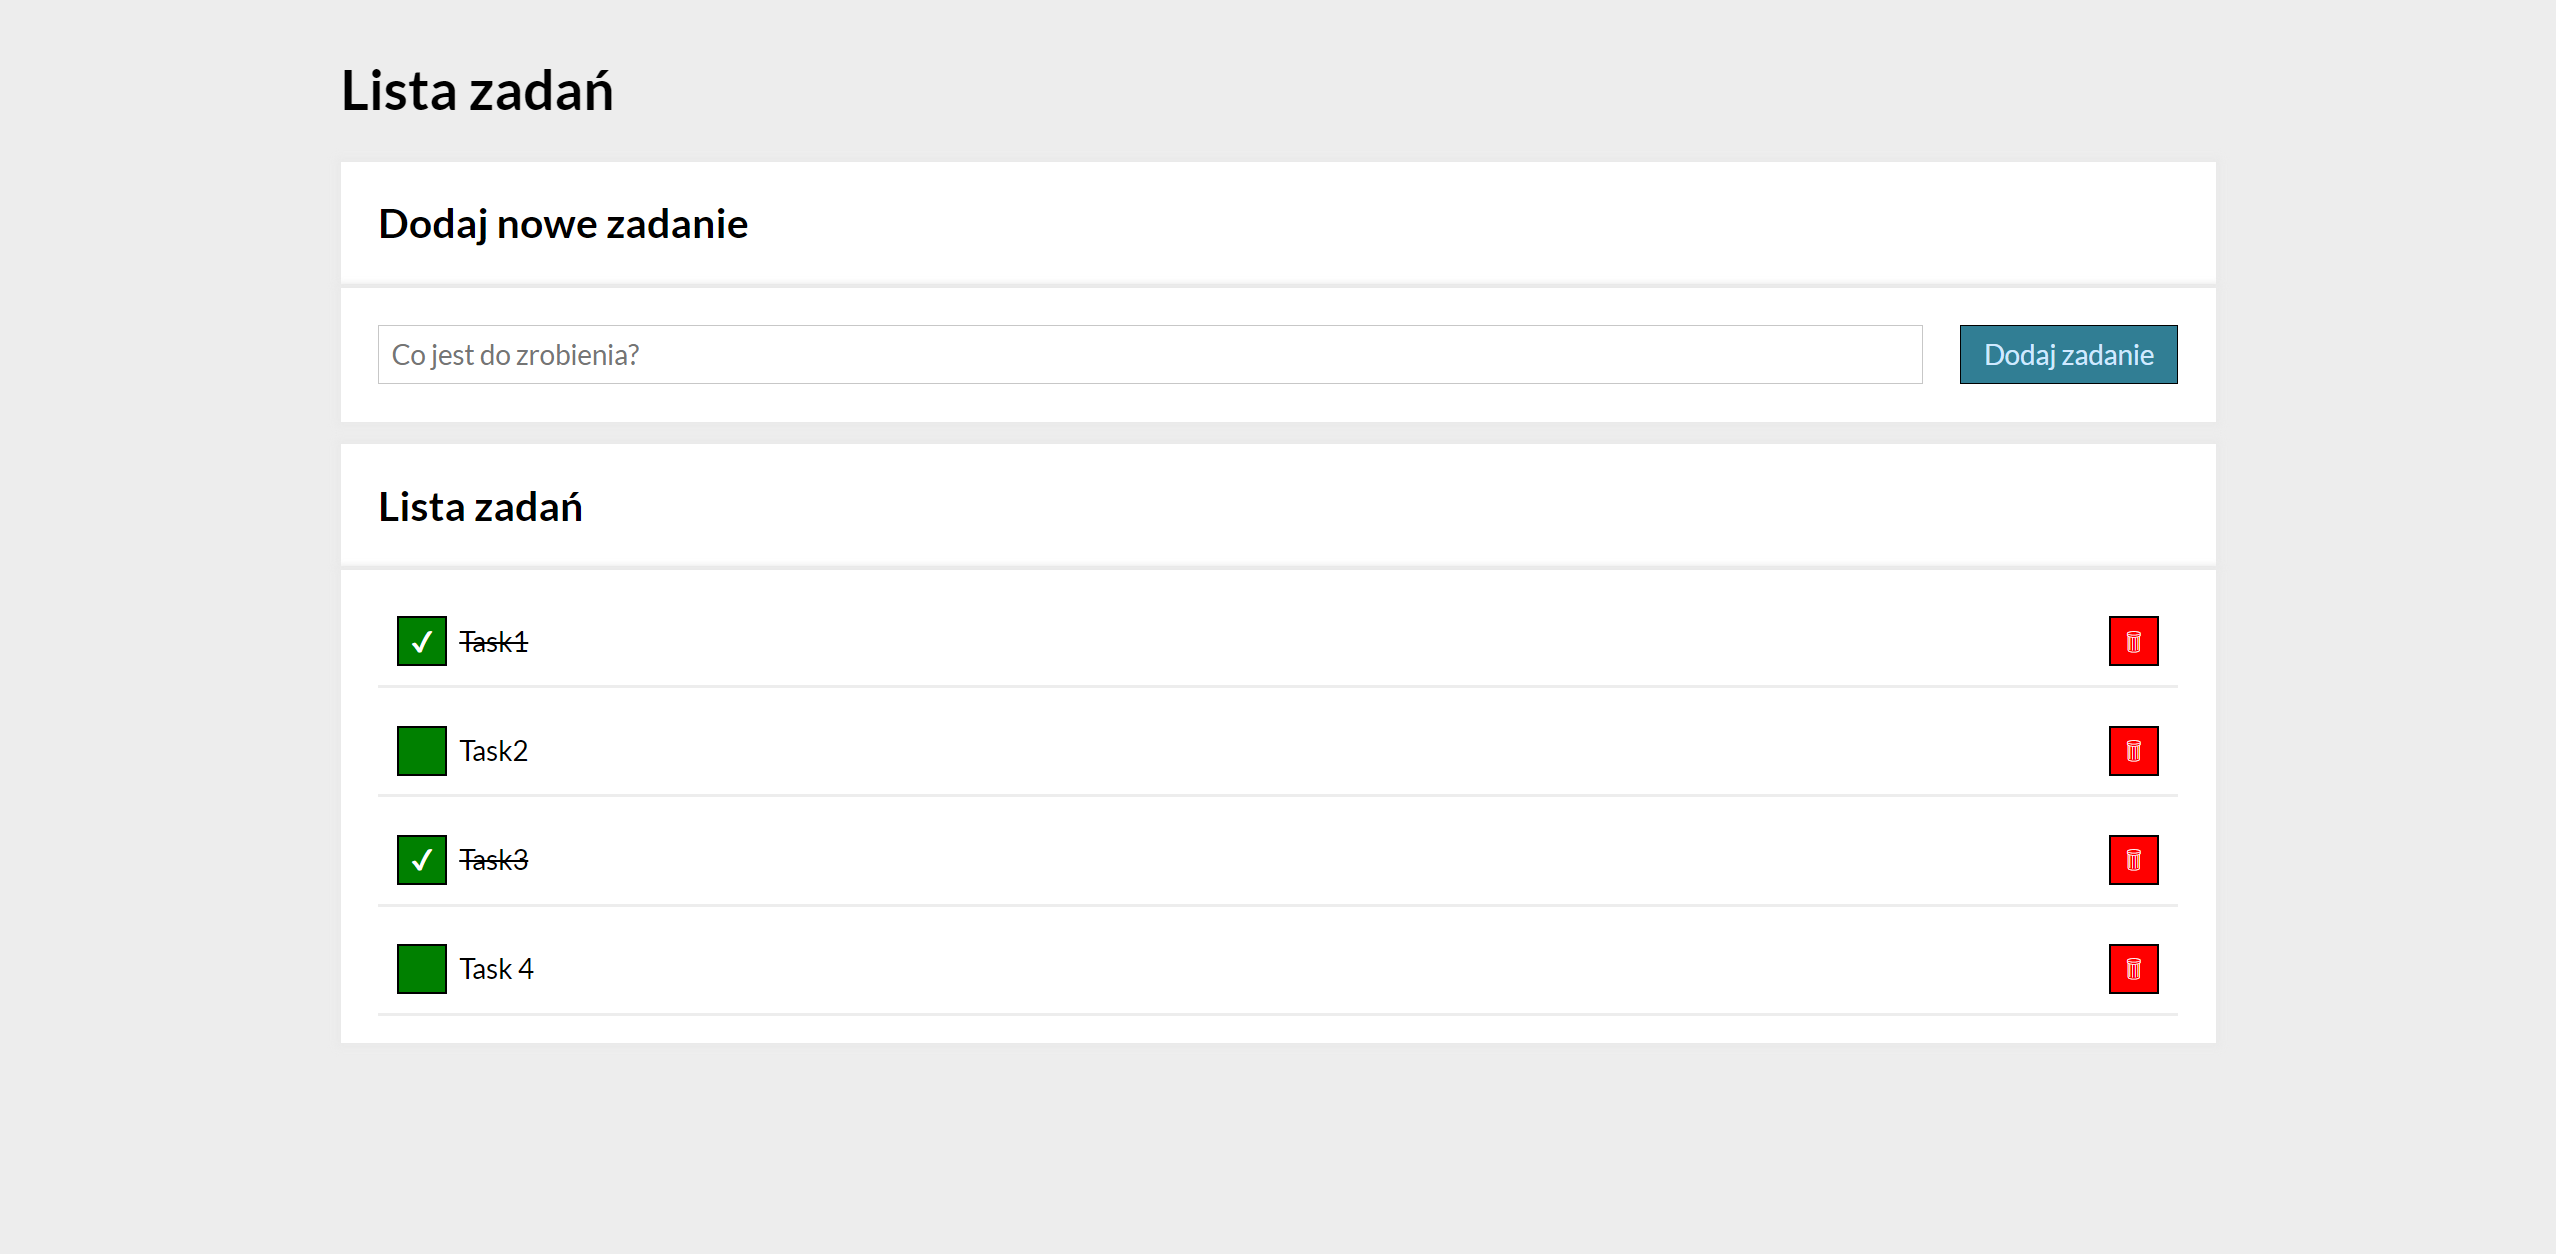 Lista zadań
Dodaj nowe zadanie
Co jest do zrobienia?
Dodaj zadanie
Lista zadań
Task1
Task2
Task3
Task 4